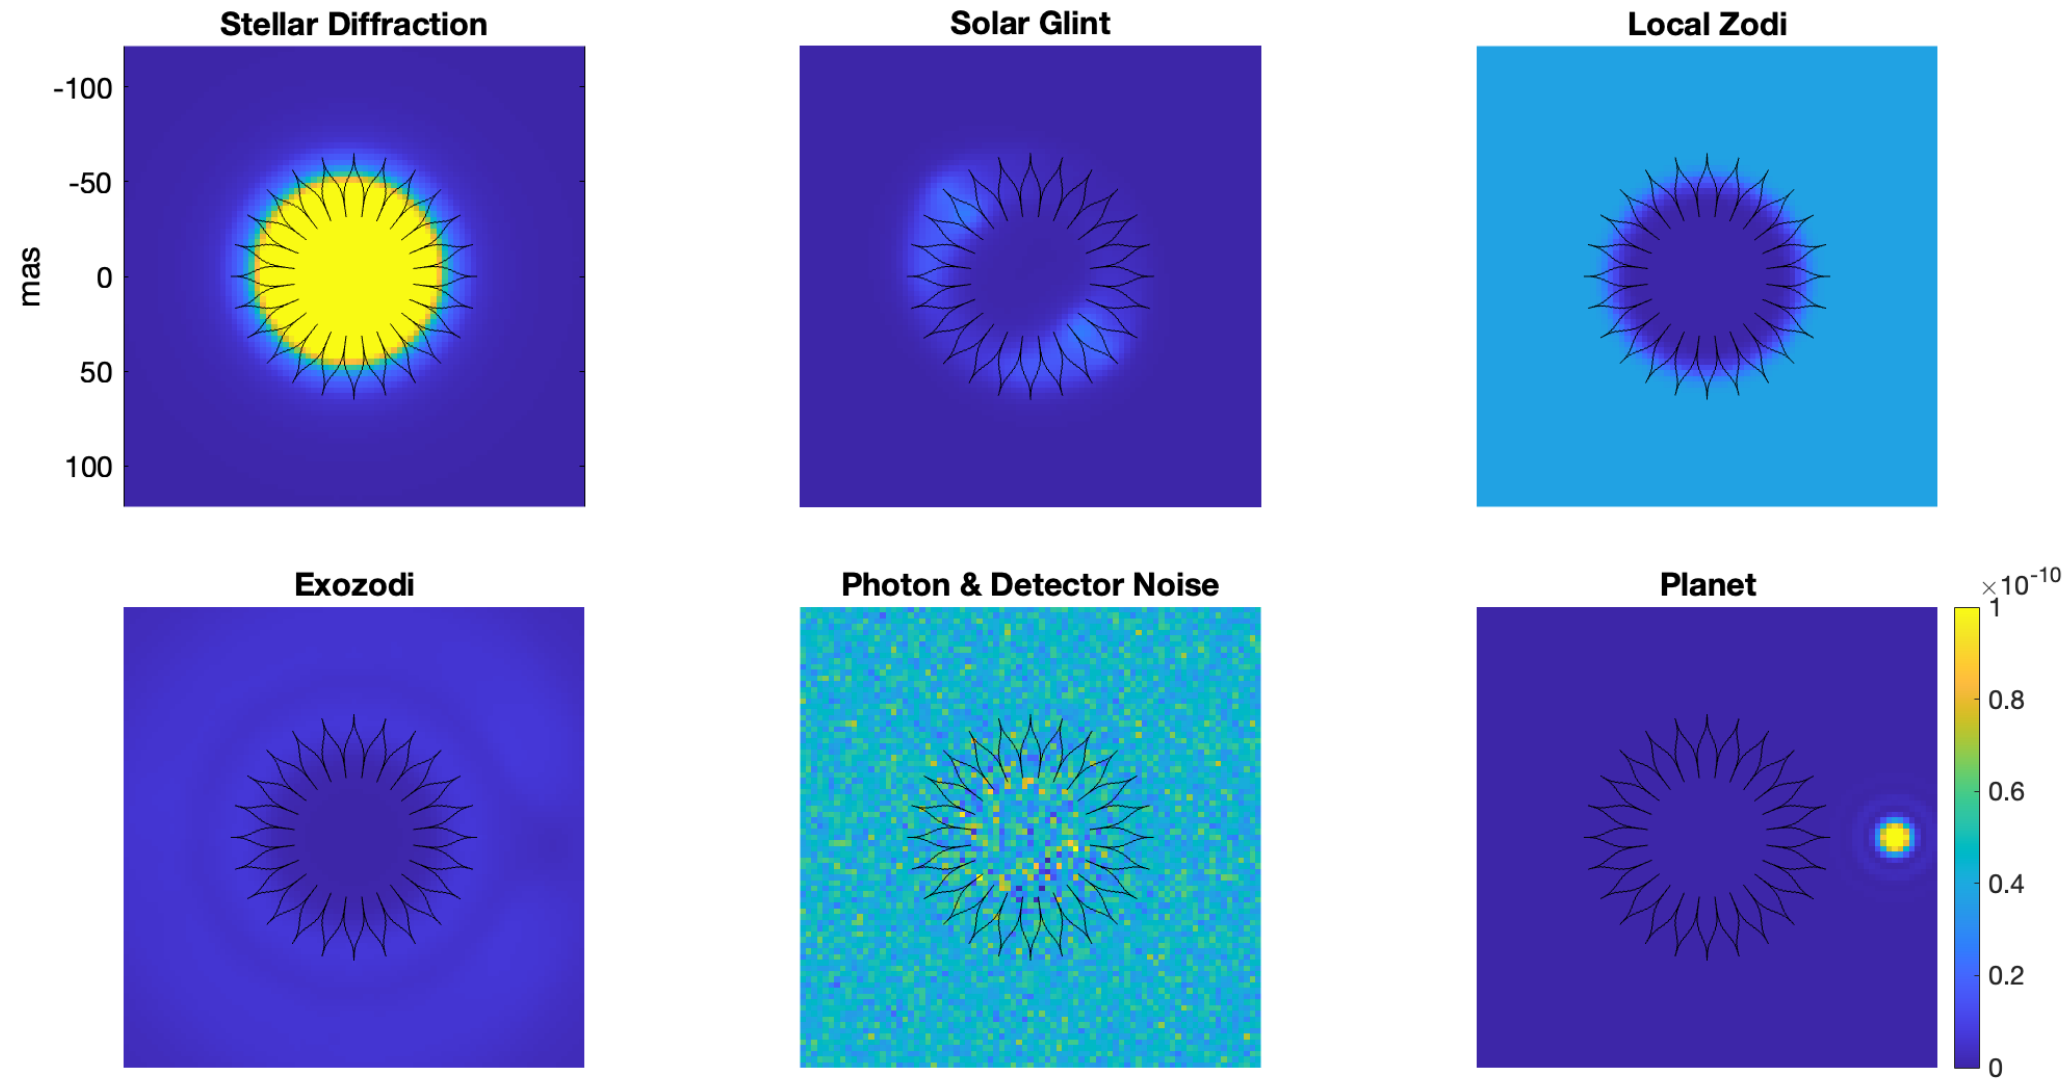 Stellar Diffraction
Solar Glint
Local Zodi
-100
-50
0
50
100
mas
Exozodi
Photon & Detector Noise
Planet
×10-10
1
0.8
0.6
0.4
0.2
0